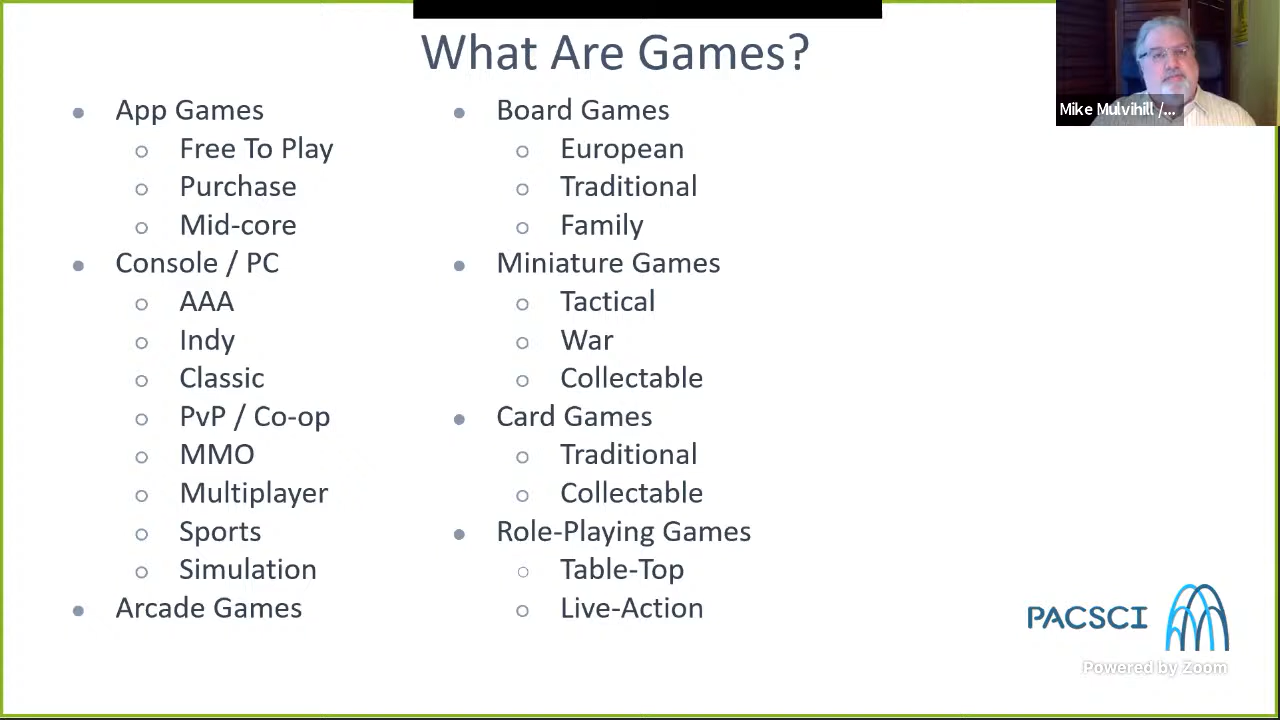 What Are Games?
App Games
Free To Play
Purchase
Mid-core
Console / PC
AAA
Indy
Classic
PvP / Co-op
MMO
Multiplayer
Sports
Simulation
Arcade Games
Board Games
European
Traditional
Family
Miniature Games
Tactical
War
Collectable
Card Games
Traditional
Collectable
Role-Playing Games
Table-Top
Live-Action
Mike Mulvihill /...
PACSCI
Powered by Zoom